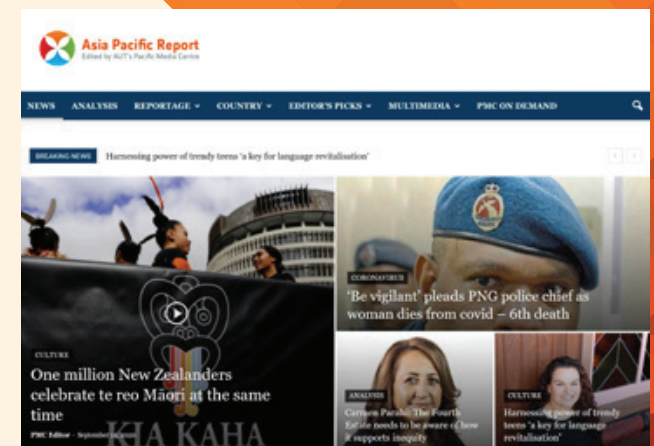 Asia Pacific Report
Edited by AUT's Pacific Media Centre
NEWS ANALYSIS REPORTAGE COUNTRY EDITOR'S PICKS MULTIMEDIA PMC ON DEMAND
BREAKING NEWS Harnessing power of trendy teens 'a key for language revitalisation'
CORONAVIRUS
'Be vigilant' pleads PNG police chief as
woman dies from covid – 6th death
CULTURE
One million New Zealanders
celebrate te reo Māori at the same
time
PMC Editor - September
KIA KAHA
ANALYSIS
Carmen Parahi: The Fourth
Estate needs to be aware of how
it supports inequity
CULTURE
Harnessing power of trendy
teens 'a key for language
revitalisation'